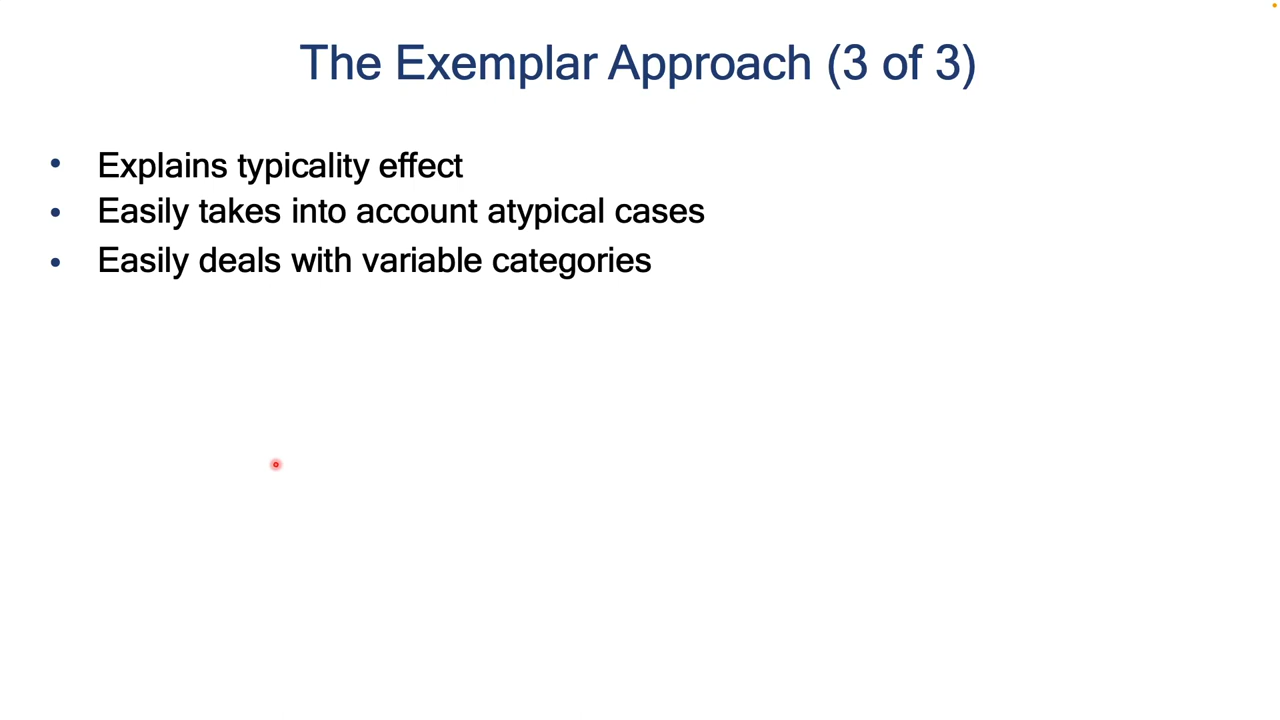 The Exemplar Approach (3 of 3)
• Explains typicality effect
• Easily takes into account atypical cases
• Easily deals with variable categories